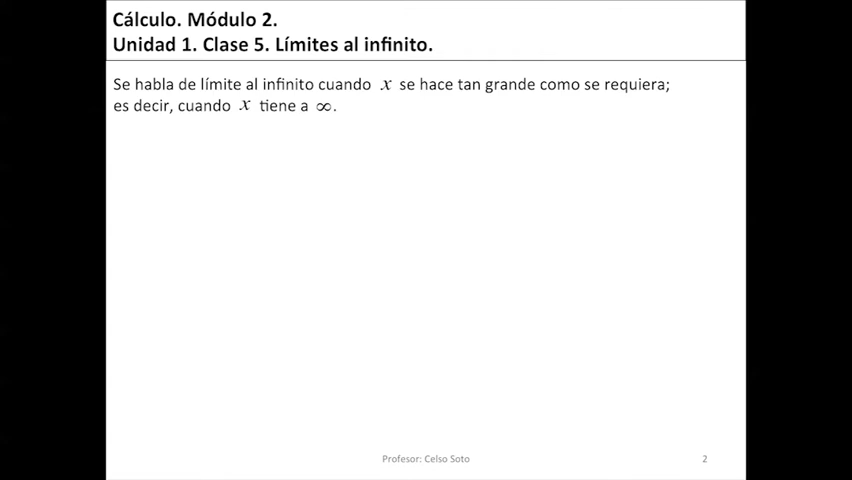 Cálculo. Módulo 2.
Unidad 1. Clase 5. Límites al infinito.
Se habla de límite al infinito cuando x se hace tan grande como se requiera;
es decir, cuando x tiene a ∞.
Profesor: Celso Soto
2